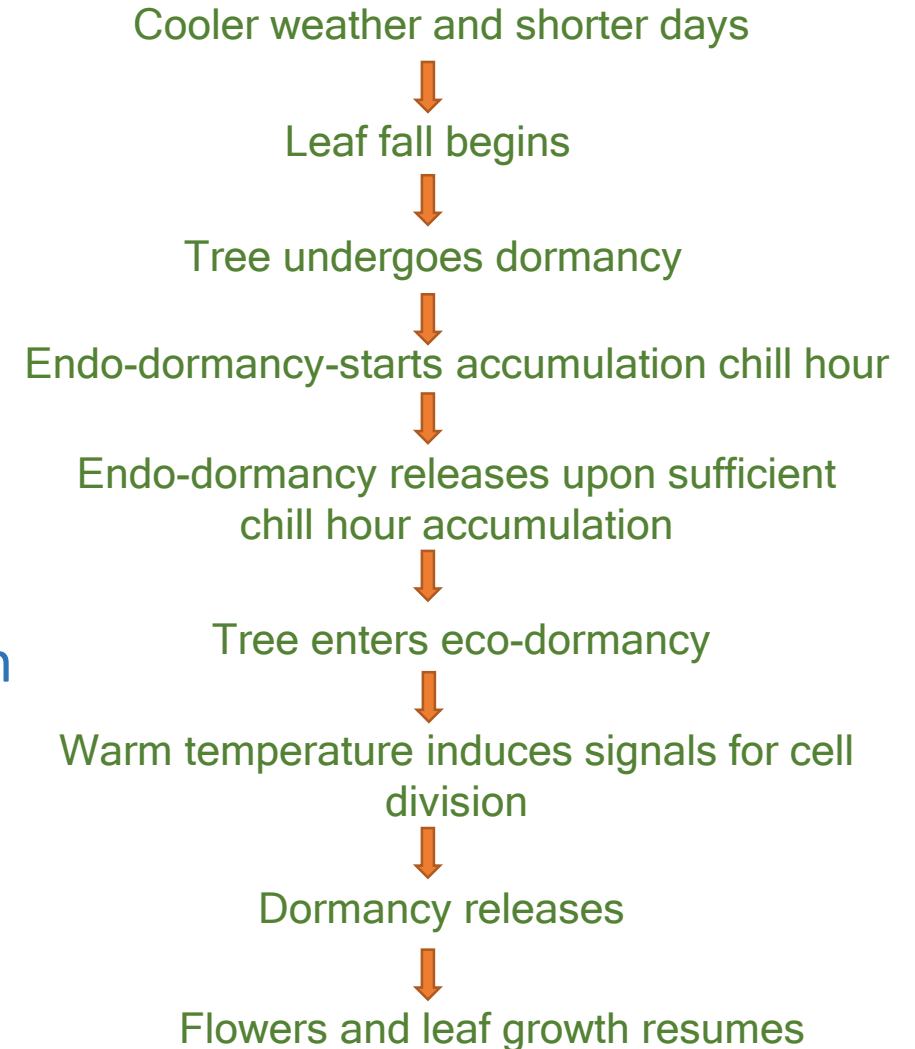 Cooler weather and shorter days
Leaf fall begins
Tree undergoes dormancy
Endo-dormancy-starts accumulation chill hour
Endo-dormancy releases upon sufficient
chill hour accumulation
Tree enters eco-dormancy
n
Warm temperature induces signals for cell
division
Dormancy releases
Flowers and leaf growth resumes